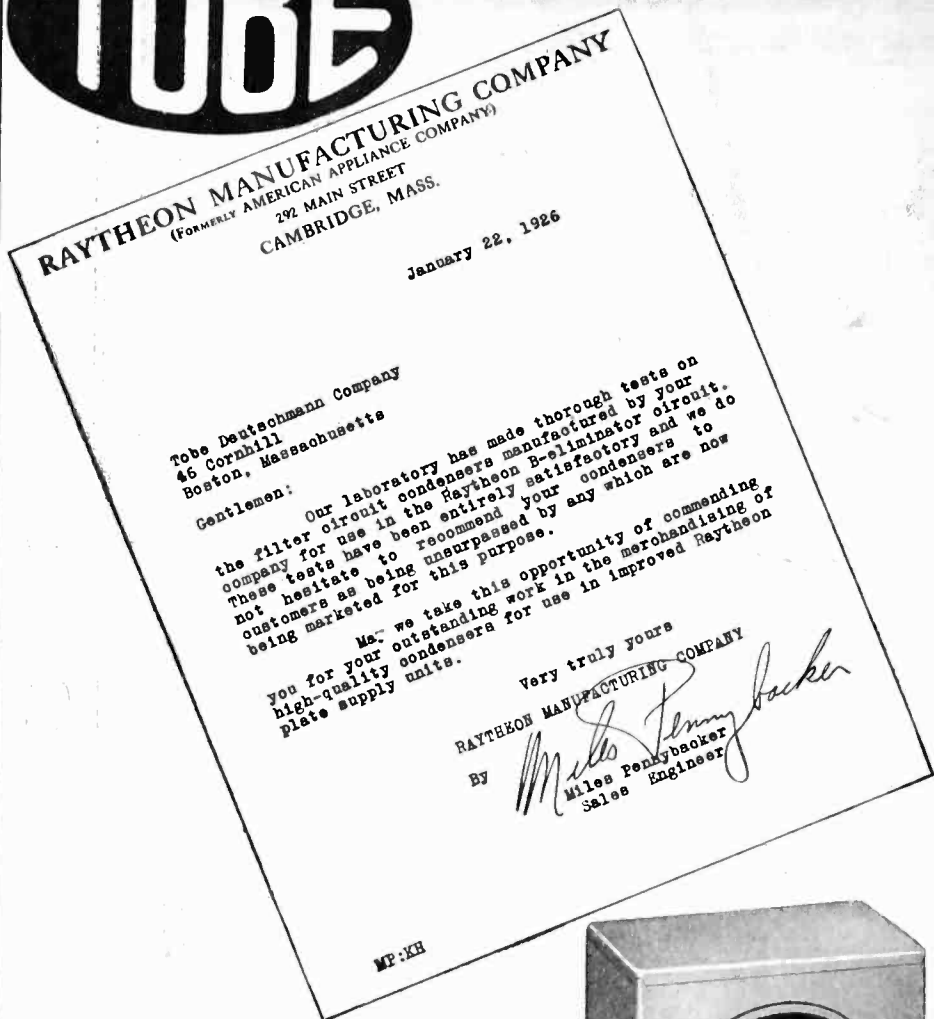 TOBE
RAYTHEON MANUFACTURING COMPANY
(FORMERLY AMERICAN APPLIANCE COMPANY)
292 MAIN STREET
CAMBRIDGE, MASS.
January 22, 1926
Tobe Deutschmann Company
46 Cornhill
Boston, Massachusetts
Gentlemen:
Our laboratory has made thorough tests on
the filter circuit condensers manufactured by your
company for use in the Raytheon B-eliminator circuit.
These tests have been entirely satisfactory and we do
not hesitate to recommend your condensers to
customers as being unsurpassed by any which are now
being marketed for this purpose.
May we take this opportunity of commending
you for your outstanding work in the merchandising of
high-quality condensers for use in improved Raytheon
plate supply units.
Very truly yours
RAYTHEON MANUFACTURING COMPANY
By Miles Pennybacker
Miles Pennybacker
Sales Engineer
MP:KH